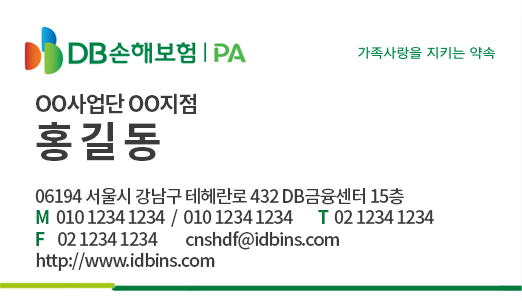 DB손해보험 | PA
가족사랑을 지키는 약속
OO사업단 OO지점
홍길동
06194 서울시 강남구 테헤란로 432 DB금융센터 15층
M 010 1234 1234 / 010 1234 1234 T 02 1234 1234
F 02 1234 1234 cnshdf@idbins.com
http://www.idbins.com